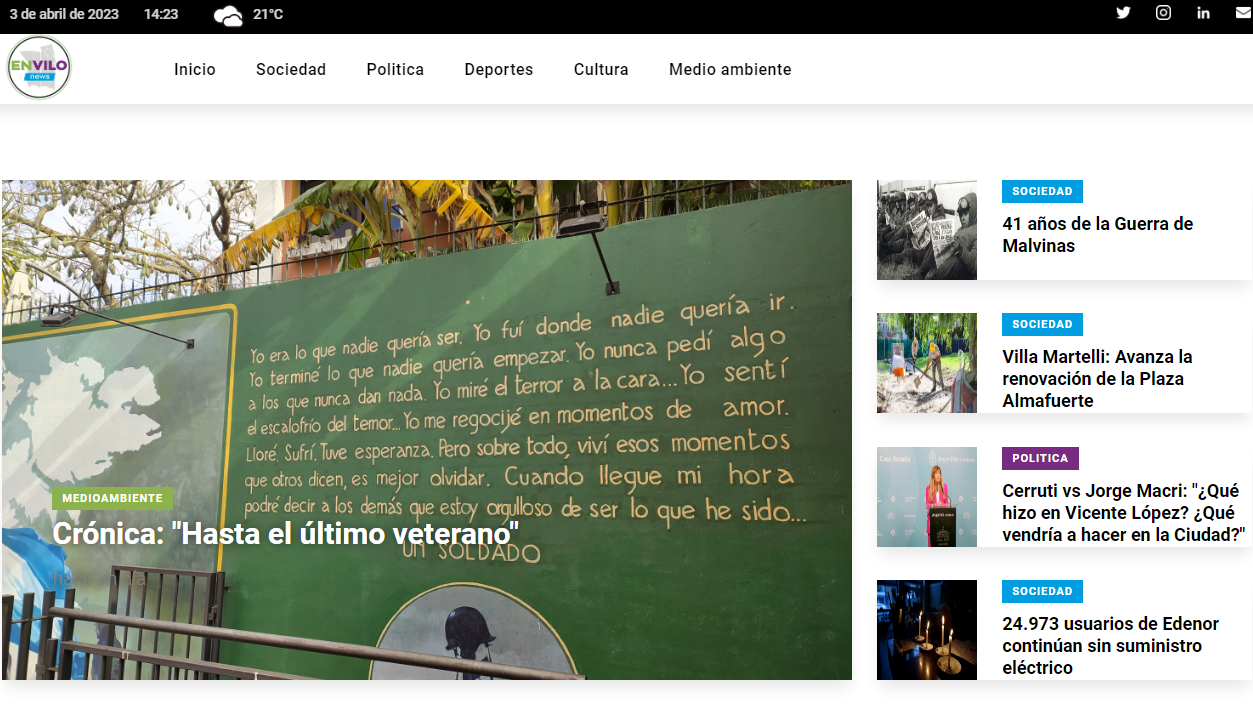 3 de abril de 2023 14:23 21°C
ENVILO
news
Inicio Sociedad Politica Deportes Cultura Medio ambiente
Yo era lo que nadie quería ser. Yo fuí donde nadie quería ir.
Yo terminé lo que nadie quería empezar. Yo nunca pedí algo
a los que nunca dan nada. Yo miré el terror a la cara... Yo sentí
el escalofrío del temor... Yo me regocijé en momentos de amor.
Lloré. Sufrí. Tuve esperanza. Pero sobre todo, viví esos momentos
que otros dicen, es mejor olvidar. Cuando llegue mi hora
podré decir a los demás que estoy orgulloso de ser lo que he sido...
UN SOLDADO
MEDIOAMBIENTE
Crónica: "Hasta el último veterano"
SOCIEDAD
41 años de la Guerra de
Malvinas
SOCIEDAD
Villa Martelli: Avanza la
renovación de la Plaza
Almafuerte
POLITICA
Cerruti vs Jorge Macri: "¿Qué
hizo en Vicente López? ¿Qué
vendría a hacer en la Ciudad?"
SOCIEDAD
24.973 usuarios de Edenor
continúan sin suministro
eléctrico